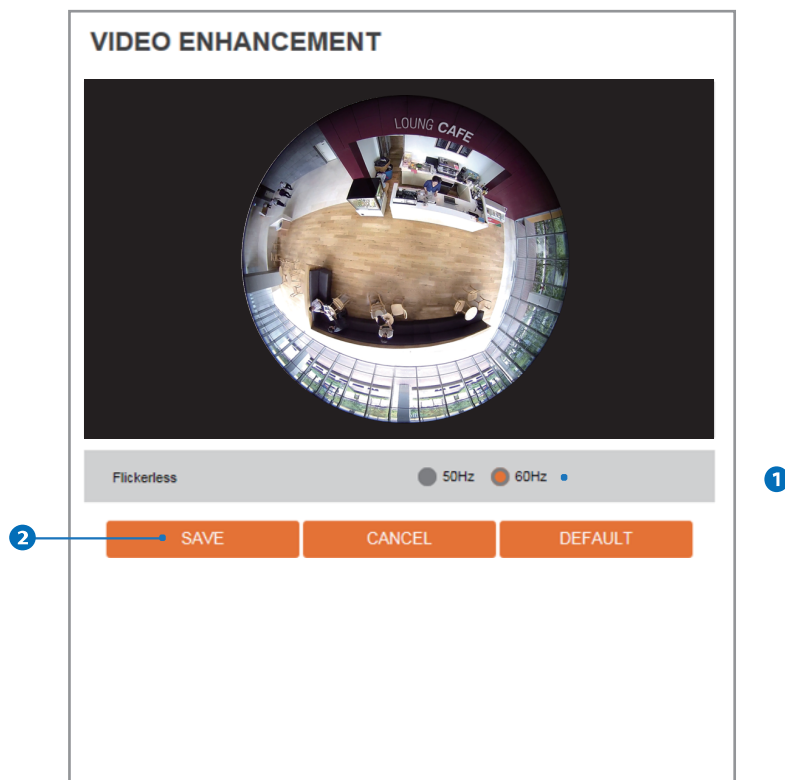 VIDEO ENHANCEMENT
LOUNG CAFE
Flickerless 50Hz 60Hz
1
2
SAVE CANCEL DEFAULT